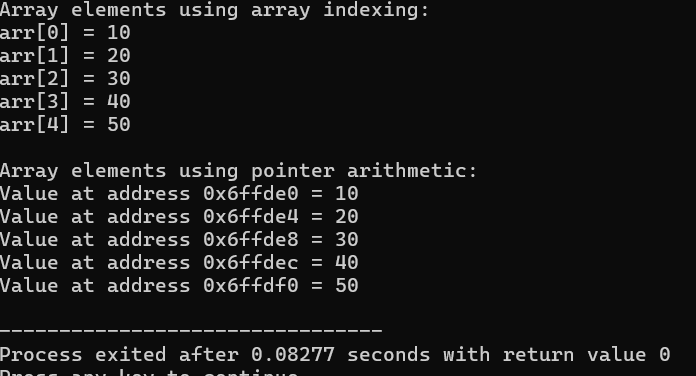 Array elements using array indexing:
arr[0] = 10
arr[1] = 20
arr[2] = 30
arr[3] = 40
arr[4] = 50
Array elements using pointer arithmetic:
Value at address 0x6ffde0 = 10
Value at address 0x6ffde4 = 20
Value at address 0x6ffde8 = 30
Value at address 0x6ffdec = 40
Value at address 0x6ffdf0 = 50
--------------------------------
Process exited after 0.08277 seconds with return value 0
Press any key to continue